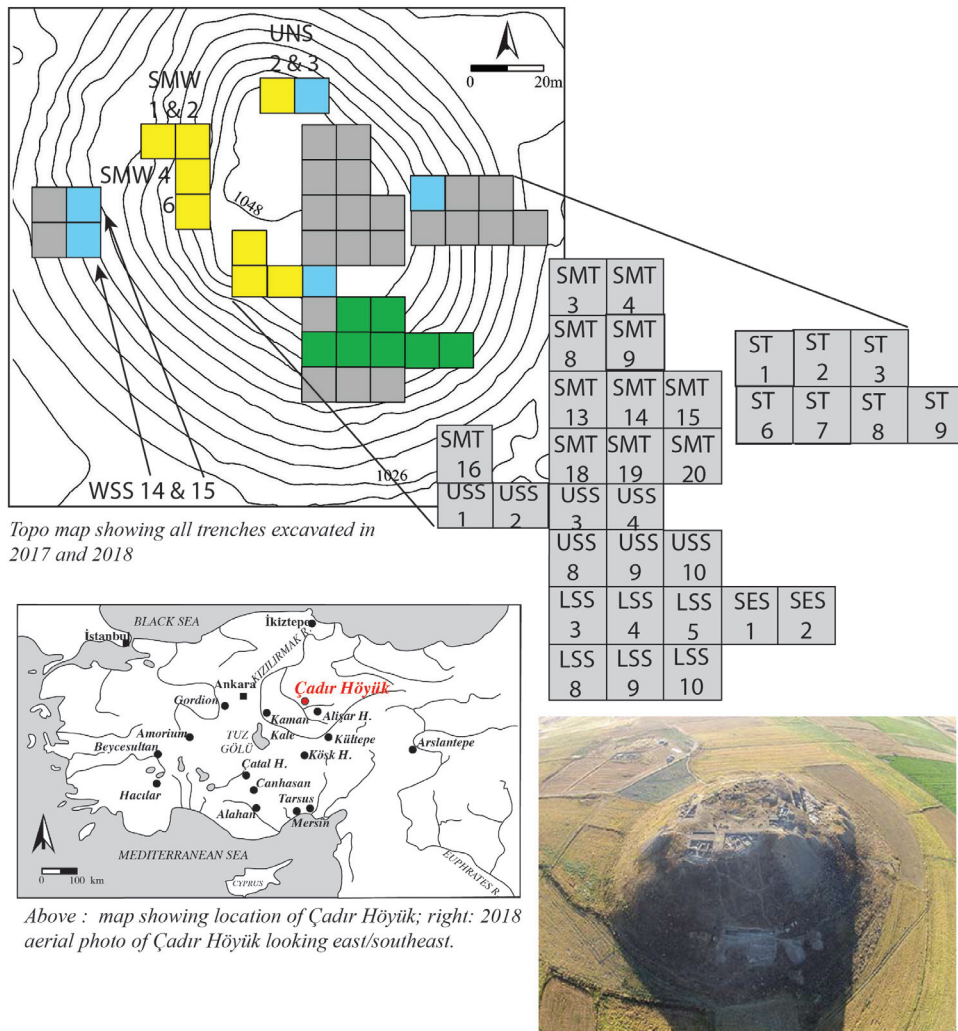 UNS
2 & 3
SMW
1 & 2
SMW 4
6
0 20m
1048
1026
WSS 14 & 15
Topo map showing all trenches excavated in
2017 and 2018
SMT
3
SMT
4
SMT
8
SMT
9
SMT
13
SMT
14
SMT
15
SMT
16
SMT
18
SMT
19
SMT
20
USS
1
USS
2
USS
3
USS
4
USS
8
USS
9
USS
10
LSS
3
LSS
4
LSS
5
SES
1
SES
2
LSS
8
LSS
9
LSS
10
ST
1
ST
2
ST
3
ST
6
ST
7
ST
8
ST
9
BLACK SEA
İstanbul
İkiztepe
KIZILIRMAK R.
Ankara
Çadır Höyük
Gordion
Kaman
Kale
Alişar H.
Amorium
TUZ
GÖLÜ
Kültepe
Beycesultan
Köşk H.
Arslantepe
Çatal H.
Canhasan
Hacılar
Alahan
Tarsus
Mersin
MEDITERRANEAN SEA
EUPHRATES R.
0 100 km
CYPRUS
Above : map showing location of Çadır Höyük; right: 2018
aerial photo of Çadır Höyük looking east/southeast.